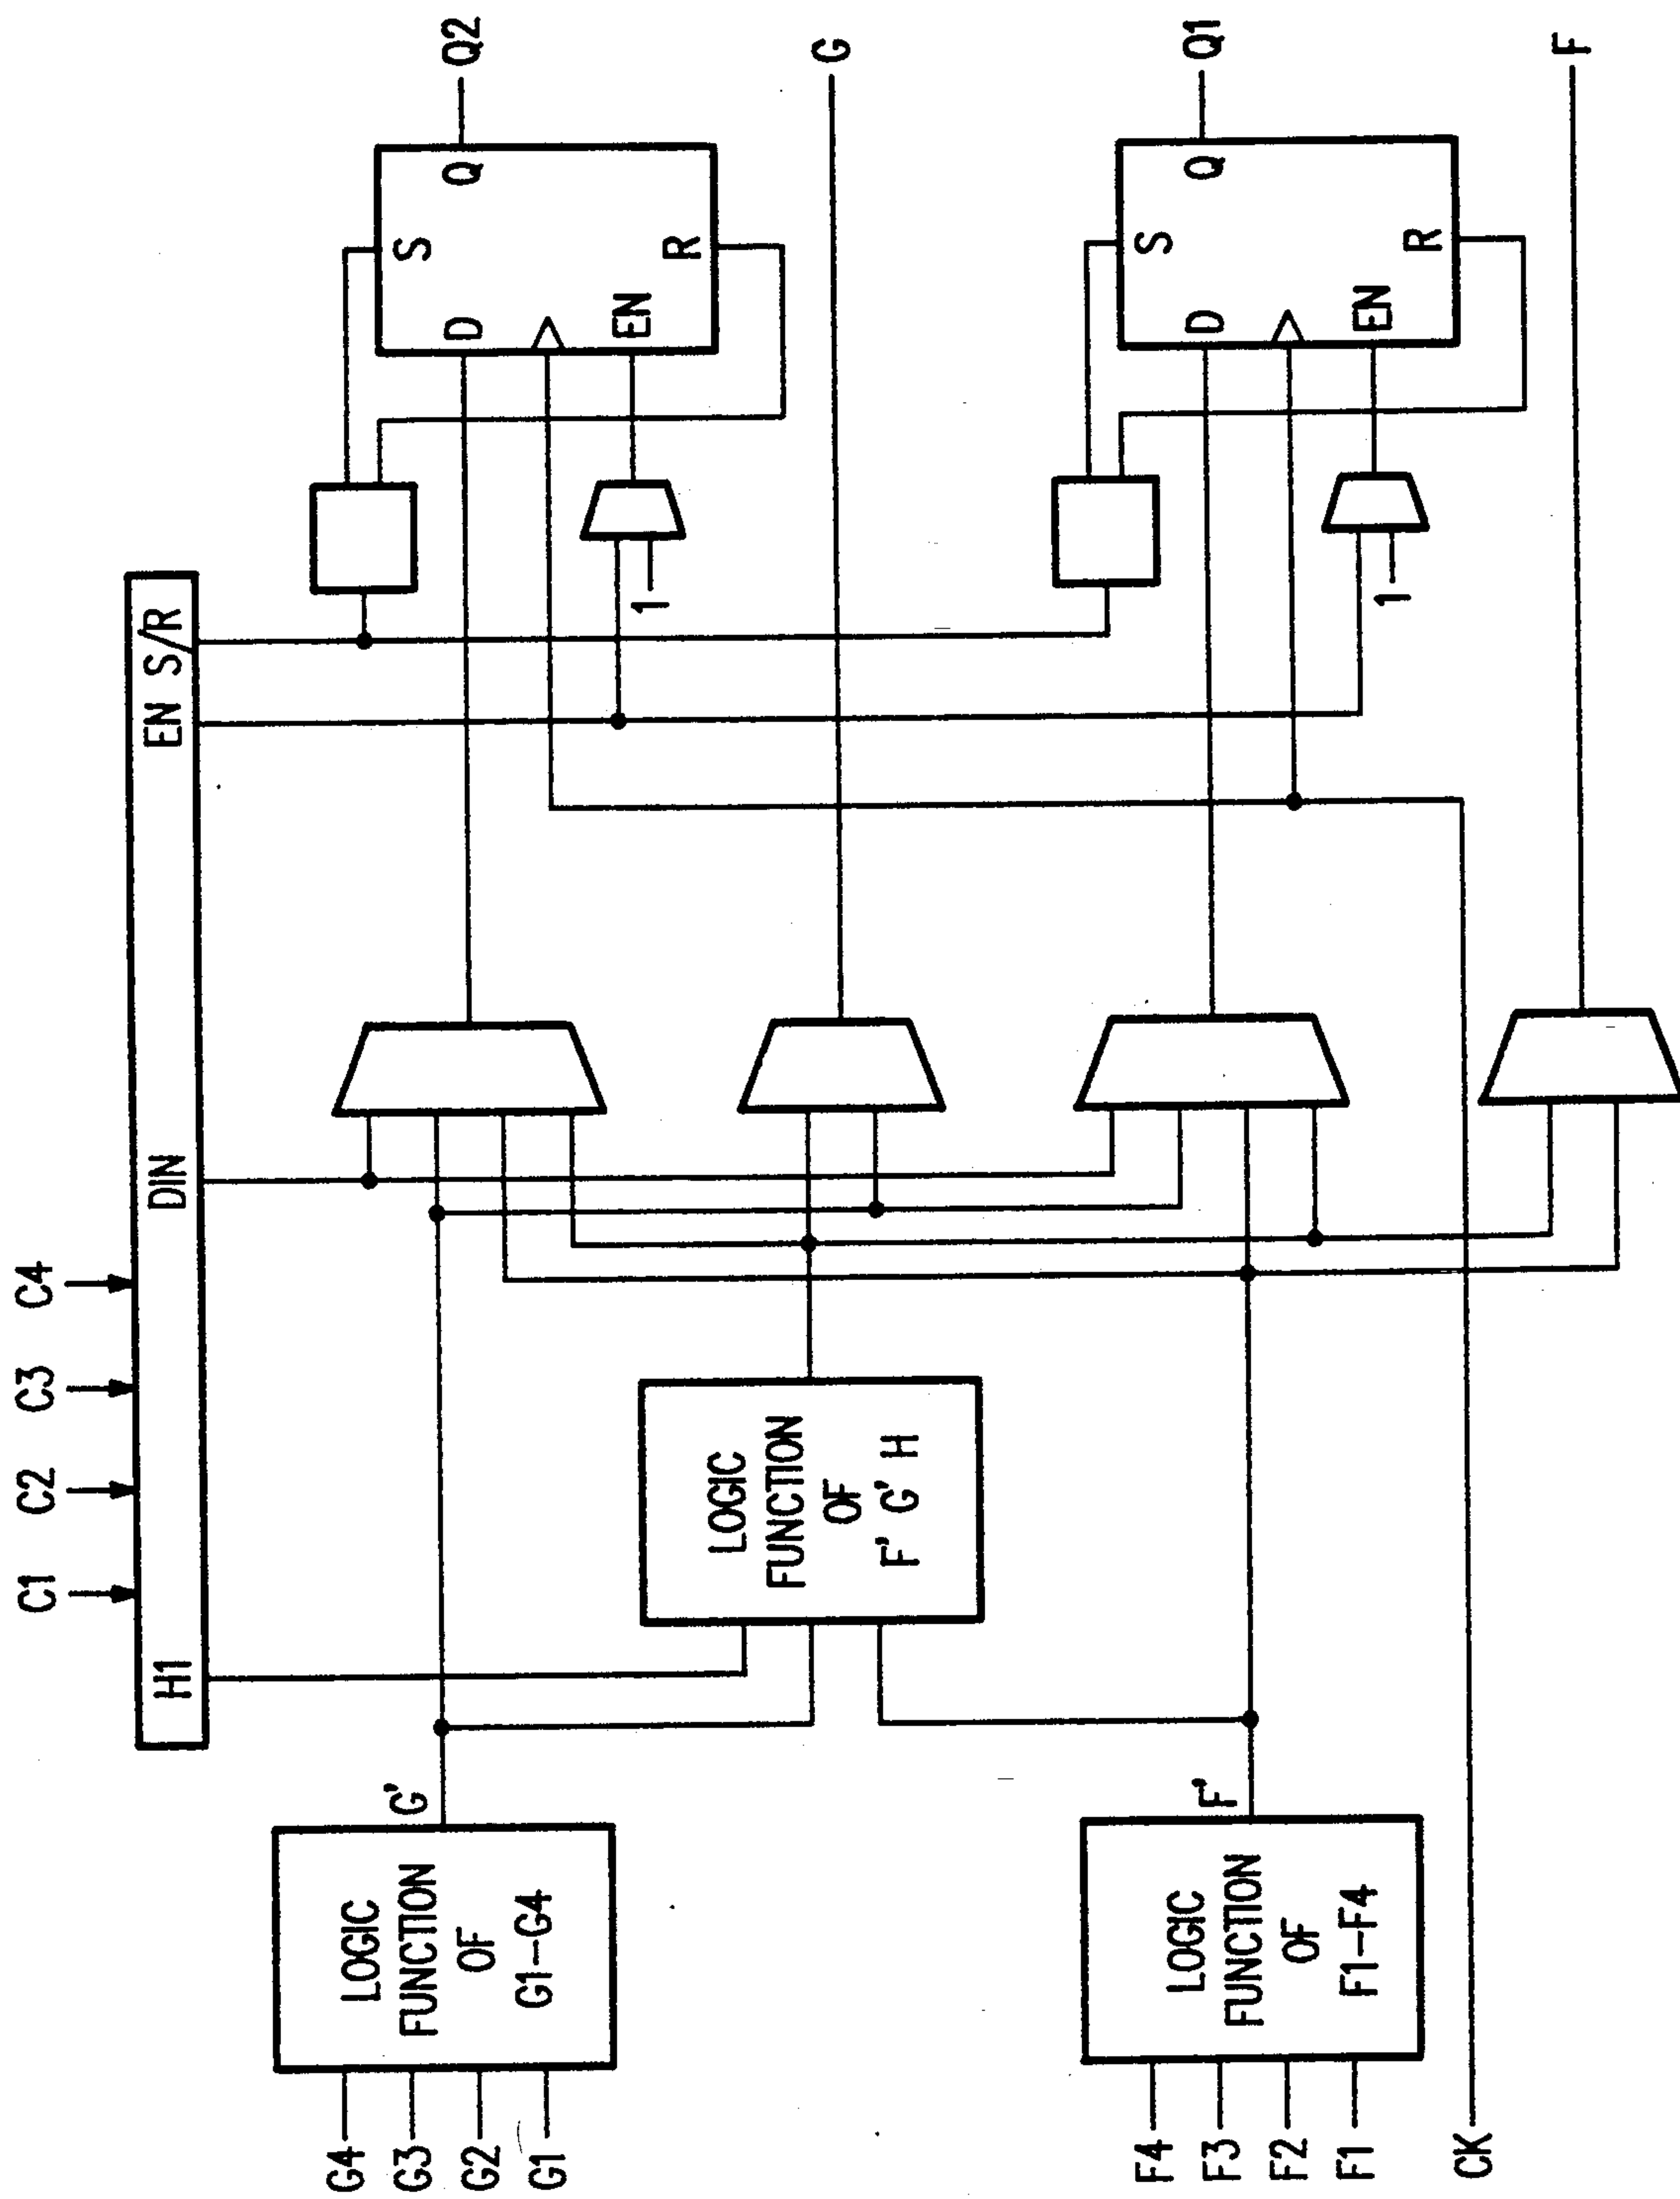 C1 C2 C3 C4
H1 DIN EN S/R
G4
G3
G2
G1
LOGIC
FUNCTION
OF
G1-G4
G'
LOGIC
FUNCTION
OF
F' G' H
1
S
D
EN
R
Q
Q2
G
F4
F3
F2
F1
LOGIC
FUNCTION
OF
F1-F4
F'
1
S
D
EN
R
Q
Q1
F
CK